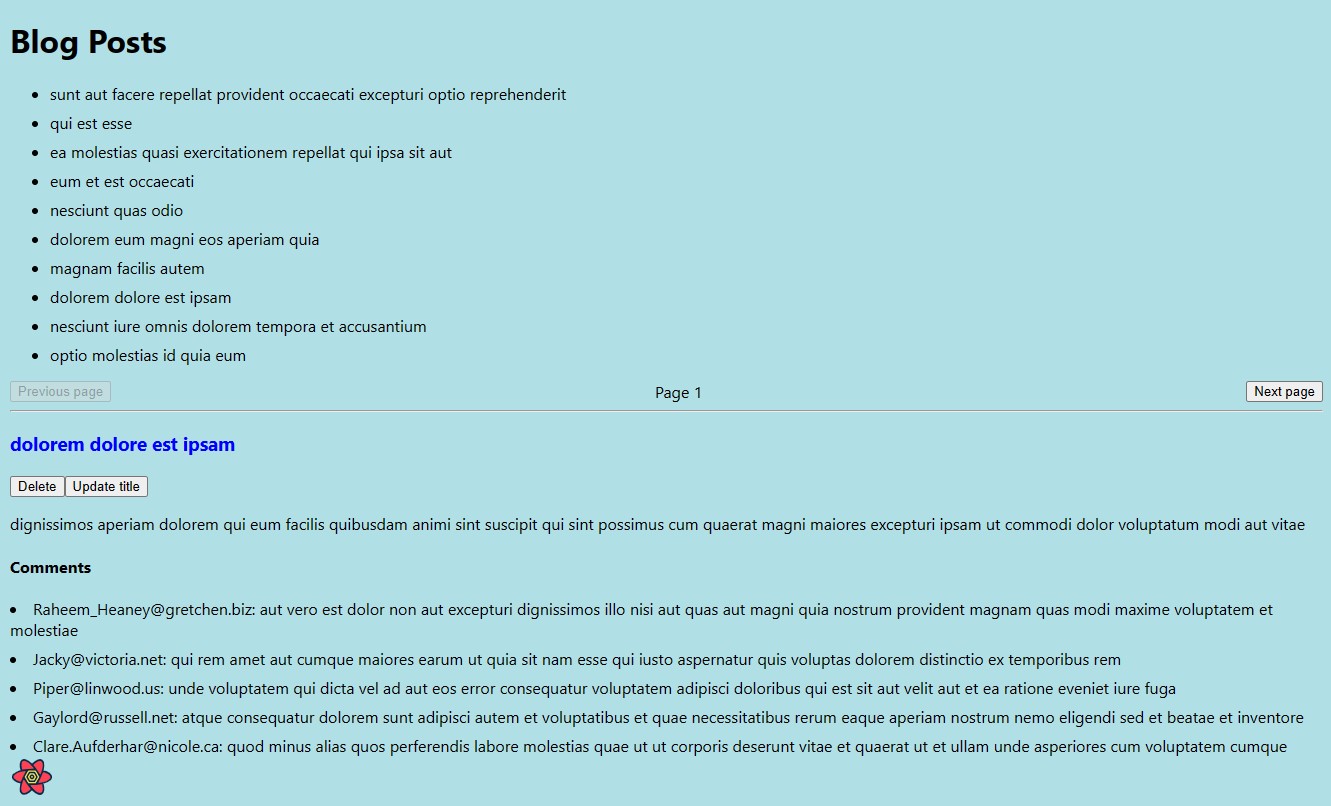 Blog Posts
sunt aut facere repellat provident occaecati excepturi optio reprehenderit
qui est esse
ea molestias quasi exercitationem repellat qui ipsa sit aut
eum et est occaecati
nesciunt quas odio
dolorem eum magni eos aperiam quia
magnam facilis autem
dolorem dolore est ipsam
nesciunt iure omnis dolorem tempora et accusantium
optio molestias id quia eum
Previous page Page 1 Next page
dolorem dolore est ipsam
Delete Update title
dignissimos aperiam dolorem qui eum facilis quibusdam animi sint suscipit qui sint possimus cum quaerat magni maiores excepturi ipsam ut commodi dolor voluptatum modi aut vitae
Comments
Raheem_Heaney@gretchen.biz: aut vero est dolor non aut excepturi dignissimos illo nisi aut quas aut magni quia nostrum provident magnam quas modi maxime voluptatem et
molestiae
Jacky@victoria.net: qui rem amet aut cumque maiores earum ut quia sit nam esse qui iusto aspernatur quis voluptas dolorem distinctio ex temporibus rem
Piper@linwood.us: unde voluptatem qui dicta vel ad aut eos error consequatur voluptatem adipisci doloribus qui est sit aut velit aut et ea ratione eveniet iure fuga
Gaylord@russell.net: atque consequatur dolorem sunt adipisci autem et voluptatibus et quae necessitatibus rerum eaque aperiam nostrum nemo eligendi sed et beatae et inventore
Clare.Aufderhar@nicole.ca: quod minus alias quos perferendis labore molestias quae ut ut corporis deserunt vitae et quaerat ut et ullam unde asperiores cum voluptatem cumque